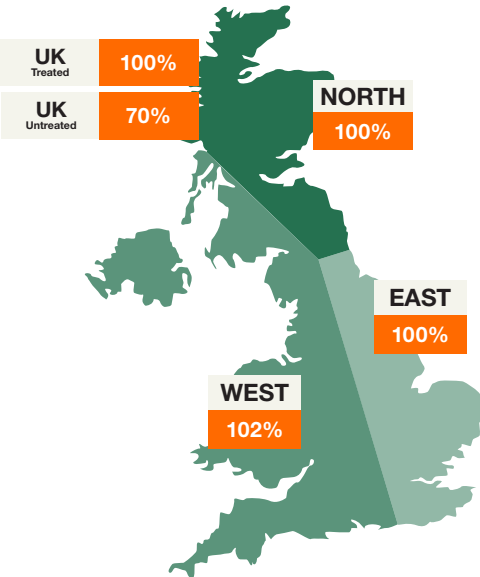 UK
Treated
100%
UK
Untreated
70%
NORTH
100%
EAST
100%
WEST
102%